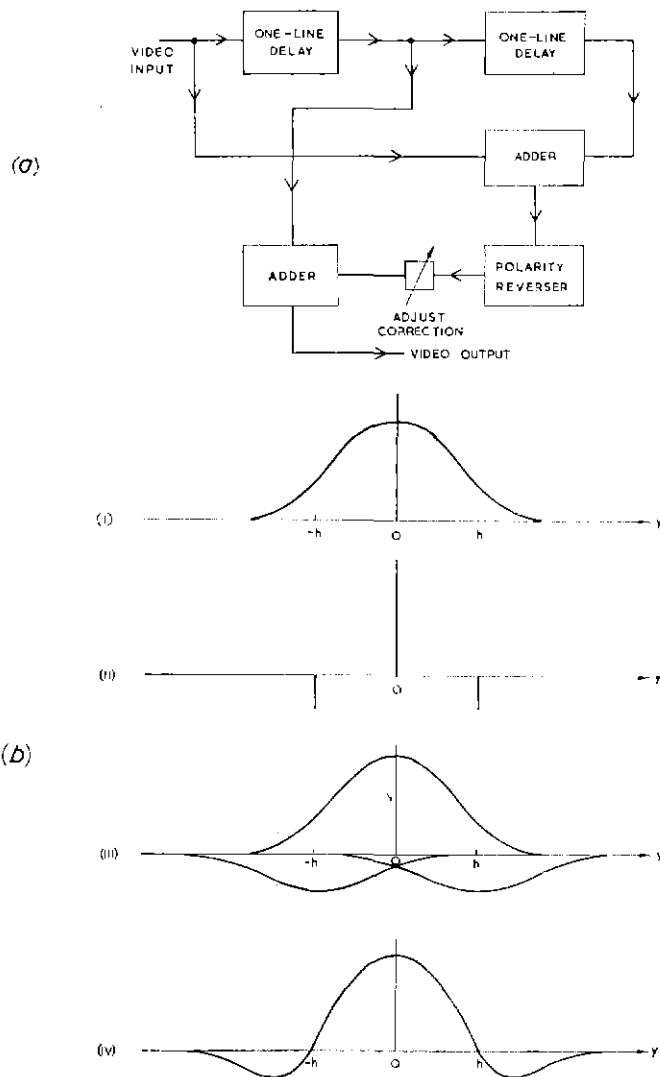 ONE-LINE
DELAY
ONE-LINE
DELAY
VIDEO
INPUT
(a)
ADDER
ADDER
POLARITY
REVERSER
ADJUST
CORRECTION
VIDEO OUTPUT
(i)
-h
O
h
y
(ii)
O
y
(b)
(iii)
-h
O
h
y
(iv)
-h
O
h
y